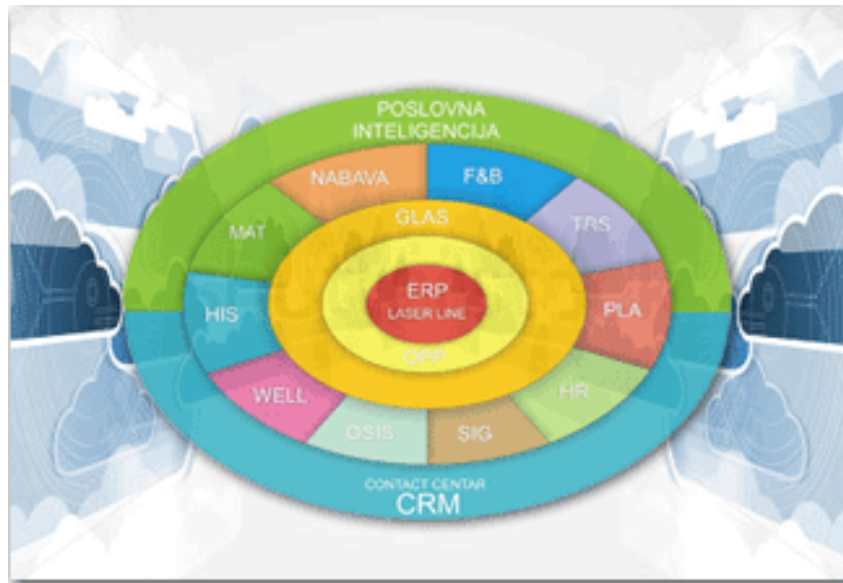 POSLOVNA
INTELIGENCIJA
NABAVA
F&B
MAT
GLAS
TRS
ERP
LASER LINE
HIS
PLA
OPP
WELL
HR
OSIS
SIG
CONTACT CENTAR
CRM